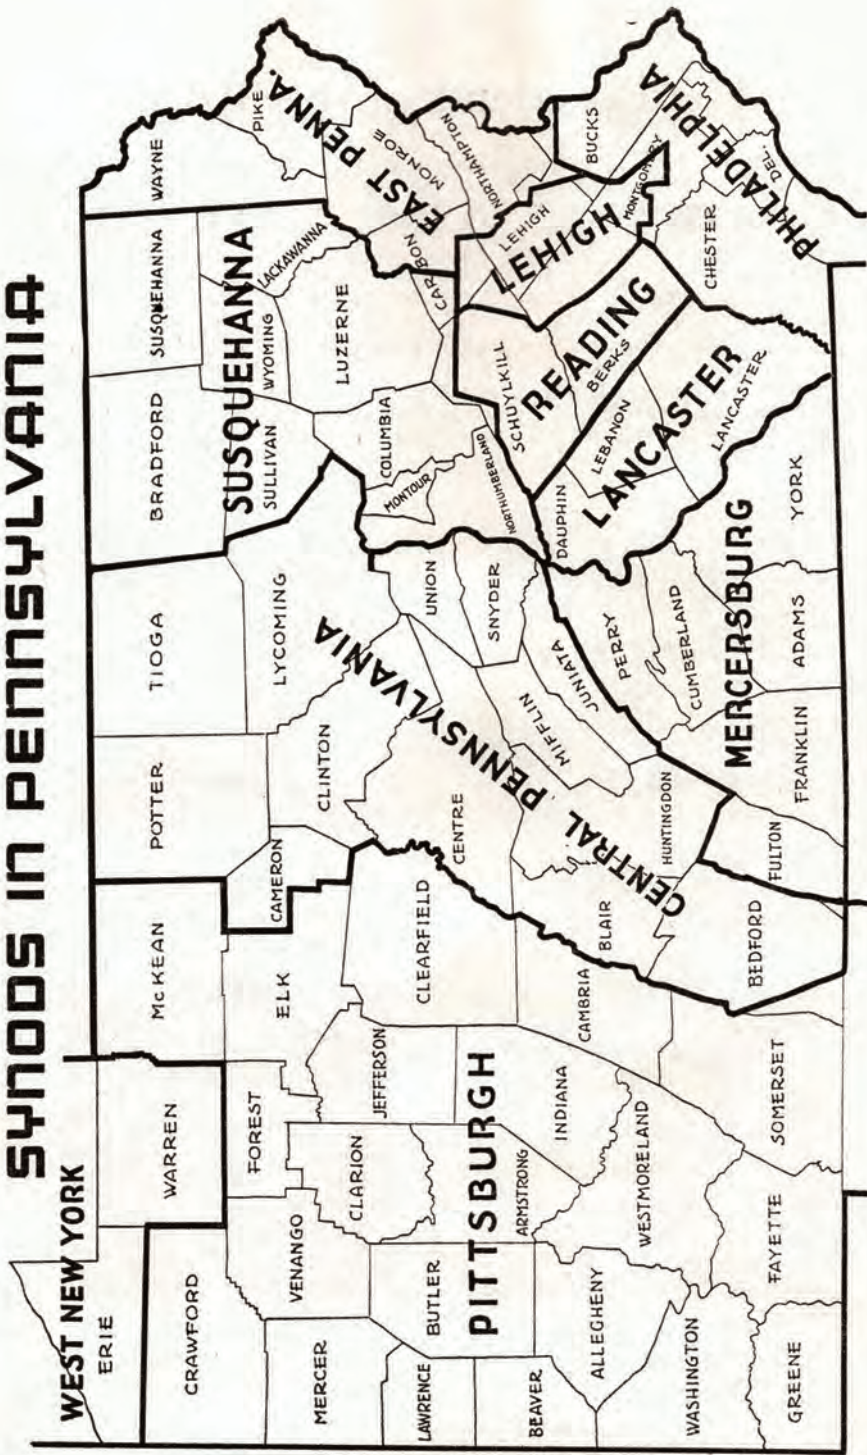 SYNODS IN PENNSYLVANIA
WEST NEW YORK
ERIE
WARREN
McKEAN
POTTER
TIOGA
BRADFORD
SUSQUEHANNA
WAYNE
PIKE
CRAWFORD
FOREST
ELK
CAMERON
CLINTON
LYCOMING
SULLIVAN
SUSQUEHANNA
WYOMING
LACKAWANNA
EAST PENNA.
MONROE
MERCER
VENANGO
CLARION
JEFFERSON
CLEARFIELD
CENTRE
CENTRAL PENNSYLVANIA
UNION
MONTOUR
COLUMBIA
LUZERNE
CARBON
NORTHAMPTON
LAWRENCE
BUTLER
PITTSBURGH
ARMSTRONG
INDIANA
CAMBRIA
BLAIR
HUNTINGDON
MIFFLIN
JUNIATA
SNYDER
NORTHUMBERLAND
SCHUYLKILL
LEHIGH
LEHIGH
BUCKS
BEAVER
ALLEGHENY
WESTMORELAND
PERRY
DAUPHIN
LEBANON
READING
BERKS
MONTGOMERY
PHILADELPHIA
CUMBERLAND
LANCASTER
LANCASTER
CHESTER
DEL.
MERCERSBURG
WASHINGTON
GREENE
FAYETTE
SOMERSET
BEDFORD
FULTON
FRANKLIN
ADAMS
YORK